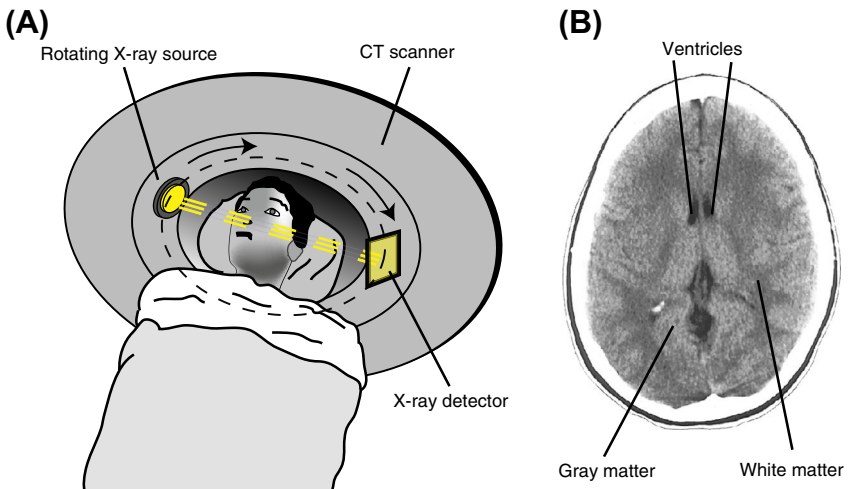 (A)
Rotating X-ray source
CT scanner
X-ray detector
(B)
Ventricles
Gray matter
White matter